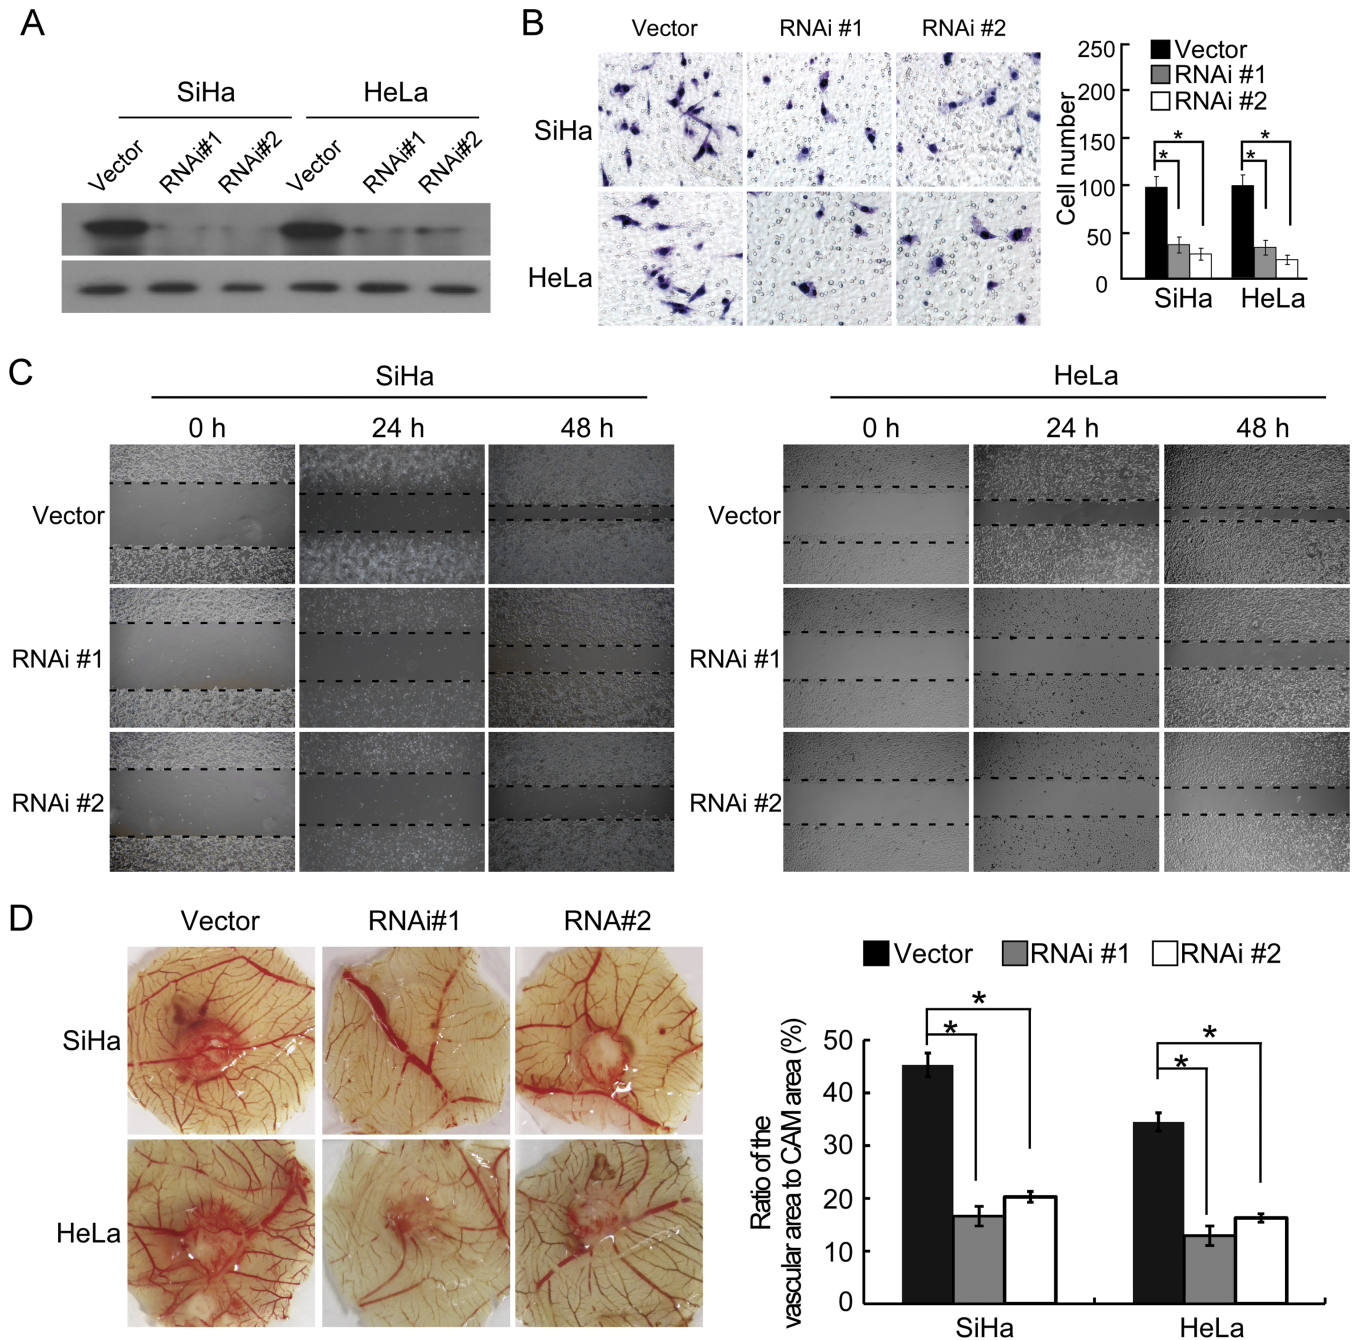 A
SiHa HeLa
Vector RNAi#1 RNAi#2 Vector RNAi#1 RNAi#2
B
Vector RNAi #1 RNAi #2
SiHa
HeLa
Cell number
250
200
150
100
50
0
Vector
RNAi #1
RNAi #2
* * * *
SiHa HeLa
C
SiHa HeLa
0 h 24 h 48 h 0 h 24 h 48 h
Vector Vector
RNAi #1 RNAi #1
RNAi #2 RNAi #2
D
Vector RNAi#1 RNA#2
SiHa
HeLa
Vector RNAi #1 RNAi #2
Ratio of the
vascular area to CAM area (%)
50
40
30
20
10
0
* * * *
SiHa HeLa